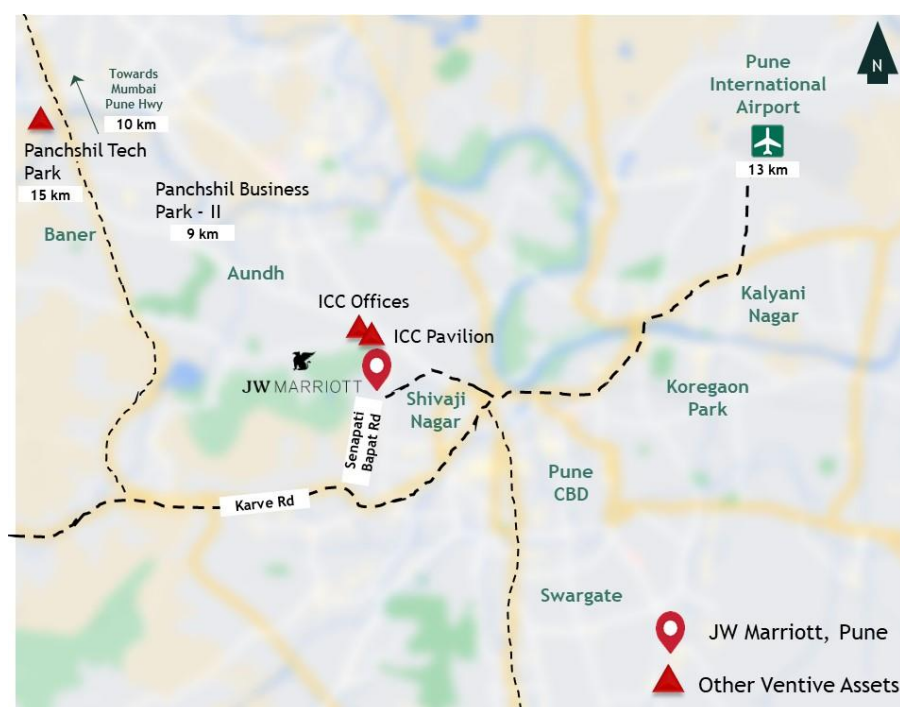 Towards
Mumbai
Pune Hwy
10 km
Pune
International
Airport
13 km
N
Panchshil Tech
Park
15 km
Panchshil Business
Park - II
9 km
Baner
Aundh
ICC Offices
ICC Pavilion
JW MARRIOTT
Kalyani
Nagar
Koregaon
Park
Shivaji
Nagar
Senapati
Bapat Rd
Karve Rd
Pune
CBD
Swargate
JW Marriott, Pune
Other Ventive Assets